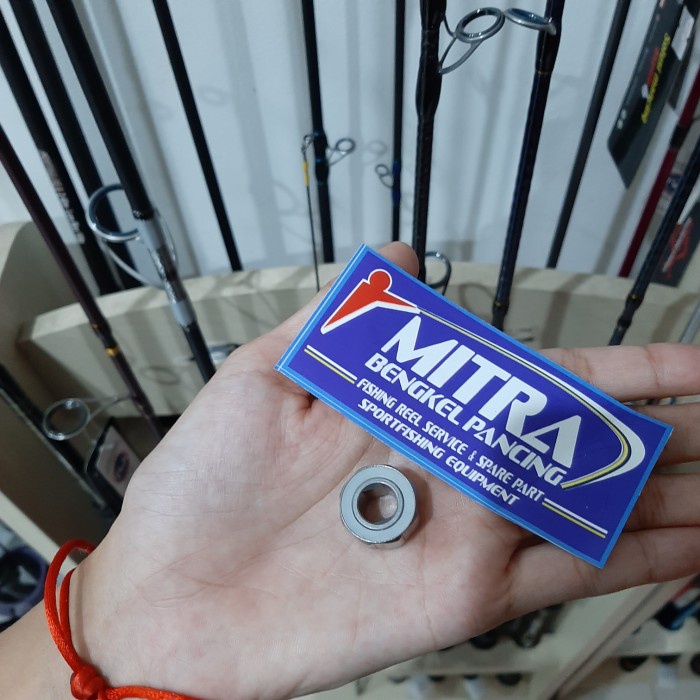 MITRA
BENGKEL PANCING
FISHING REEL SERVICE & SPARE PART
SPORTFISHING EQUIPMENT